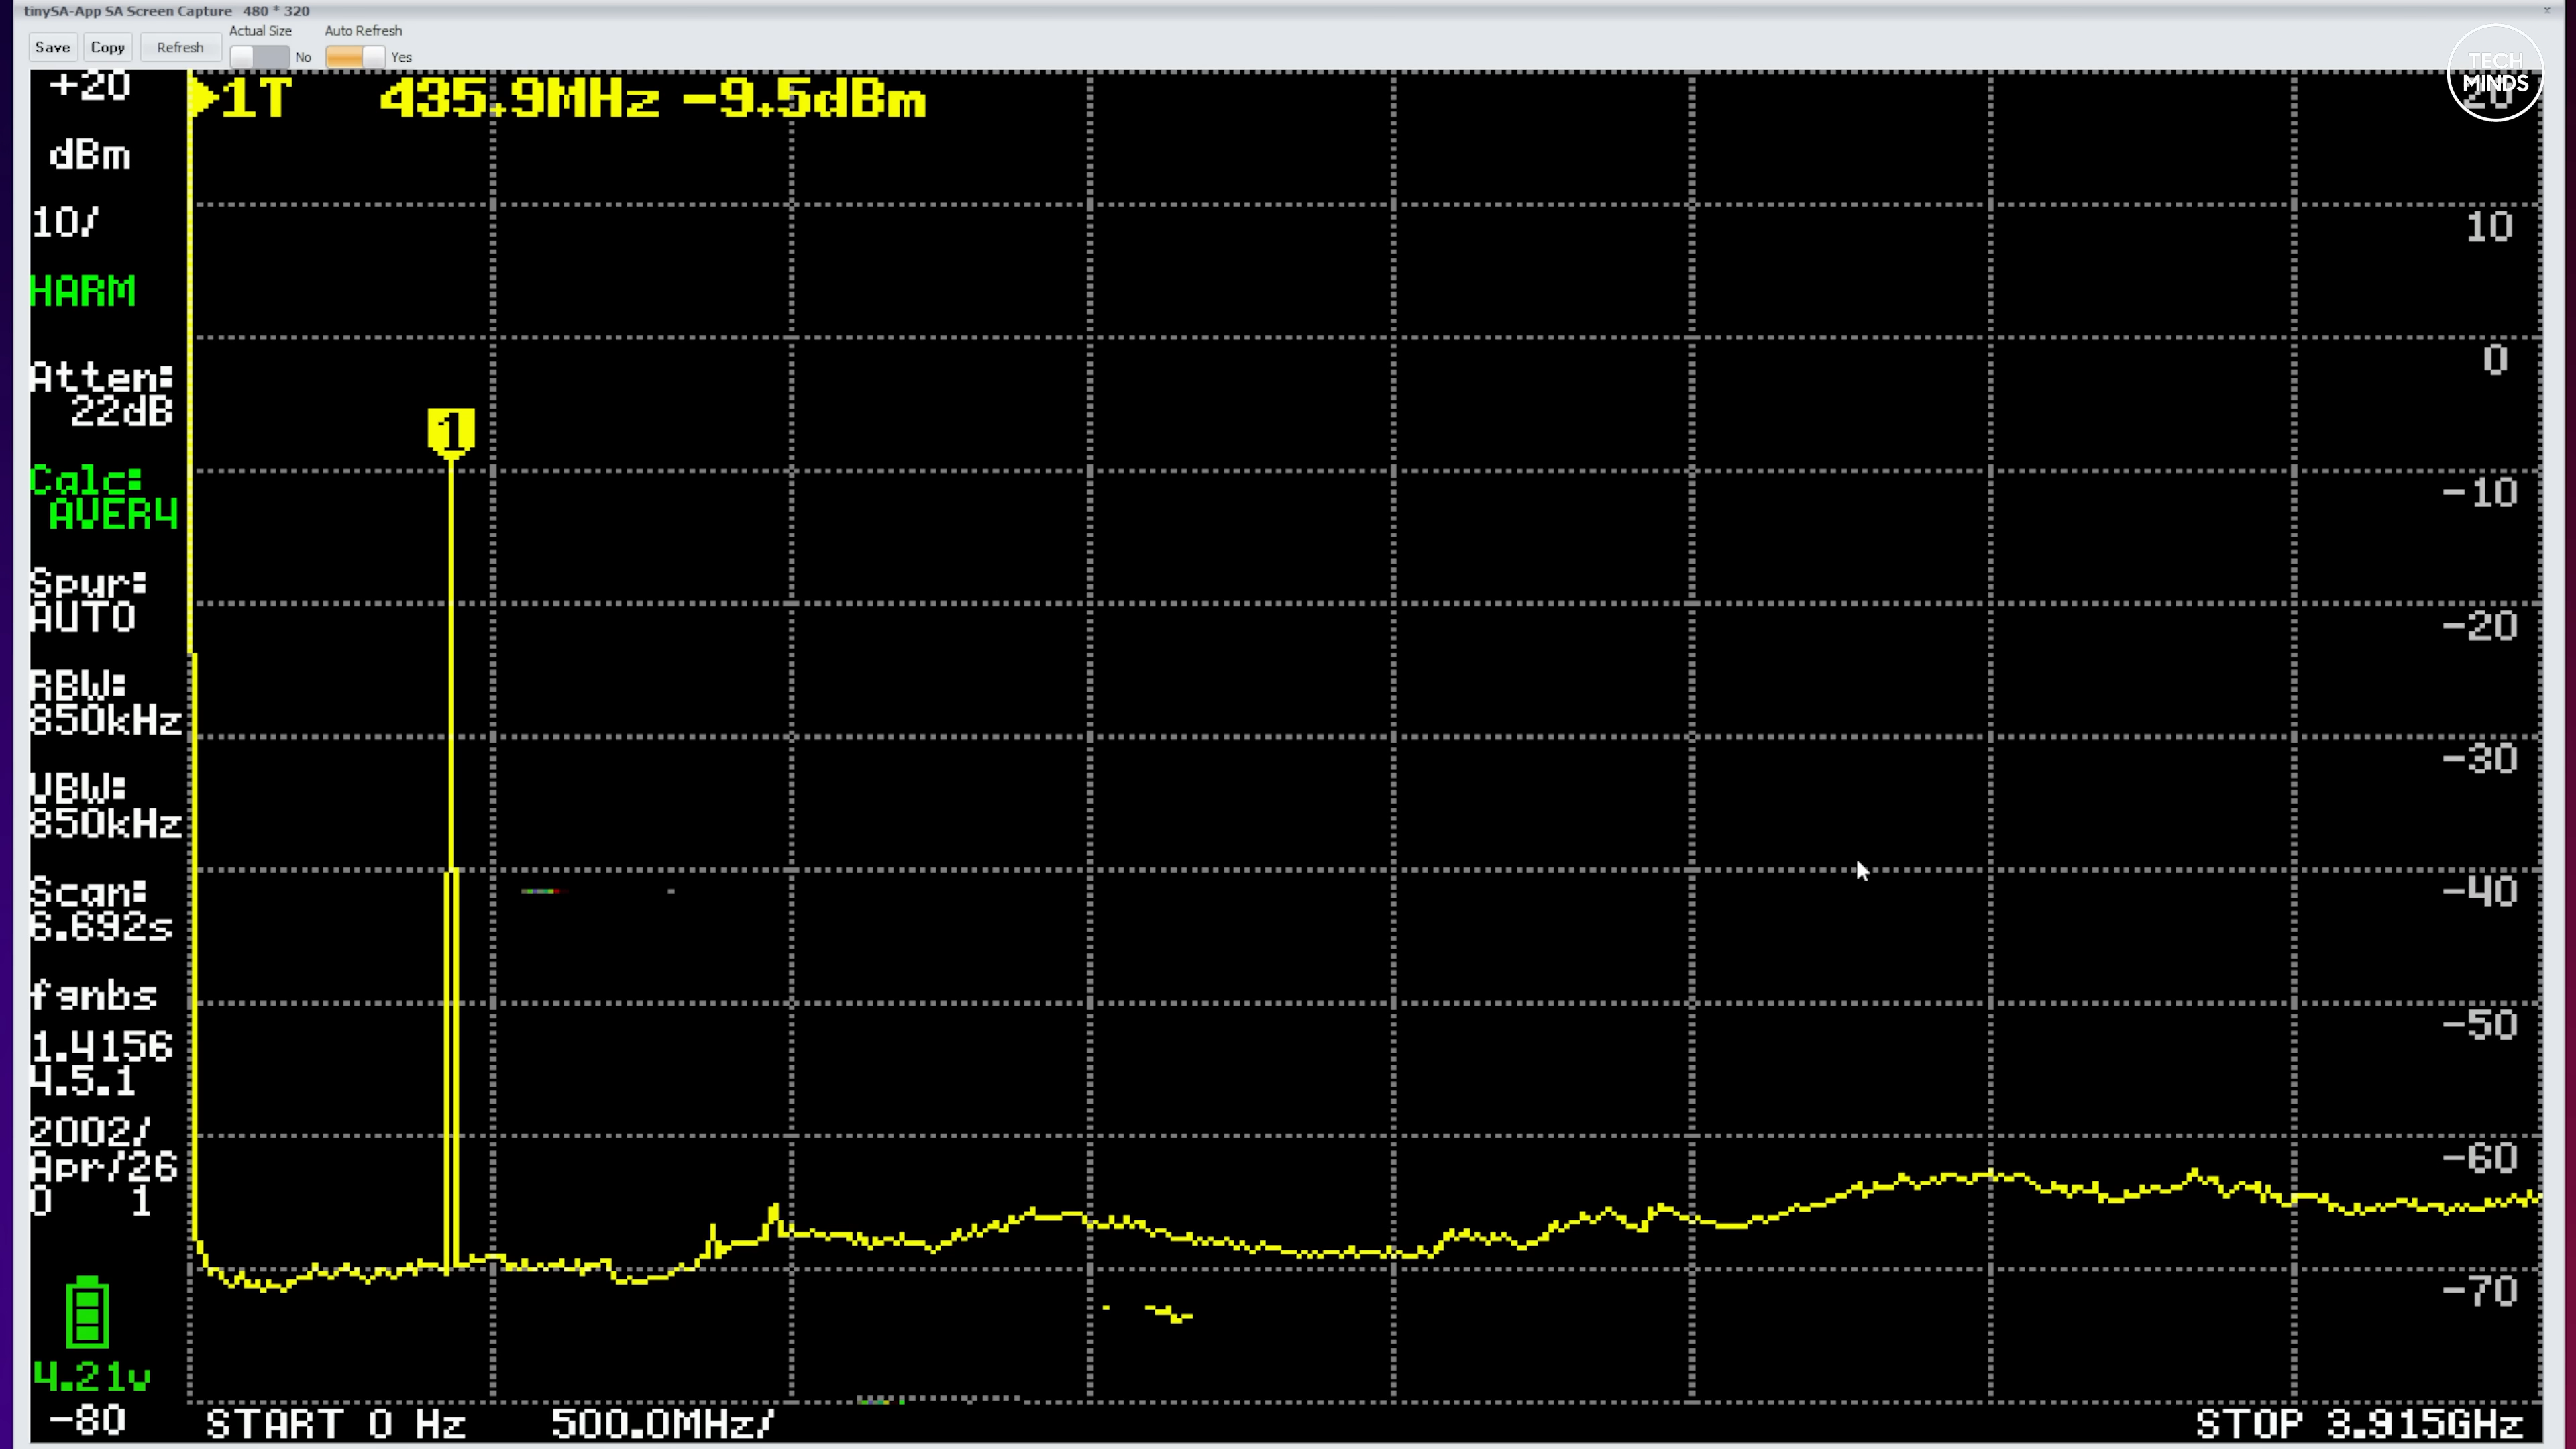 tinySA-App SA Screen Capture 480 * 320
Save Copy Refresh Actual Size No Auto Refresh Yes
TECH
MINDS
+20
dBm
10/
HARM
Atten:
22dB
Calc:
AVER4
Spur:
AUTO
RBW:
850kHz
VBW:
850kHz
Scan:
6.692s
fgnbs
1.4156
4.5.1
2002/
Apr/26
0 1
4.21v
-80
1T 435.9MHz -9.5dBm
1
20
10
0
-10
-20
-30
-40
-50
-60
-70
START 0 Hz 500.0MHz/ STOP 3.915GHz